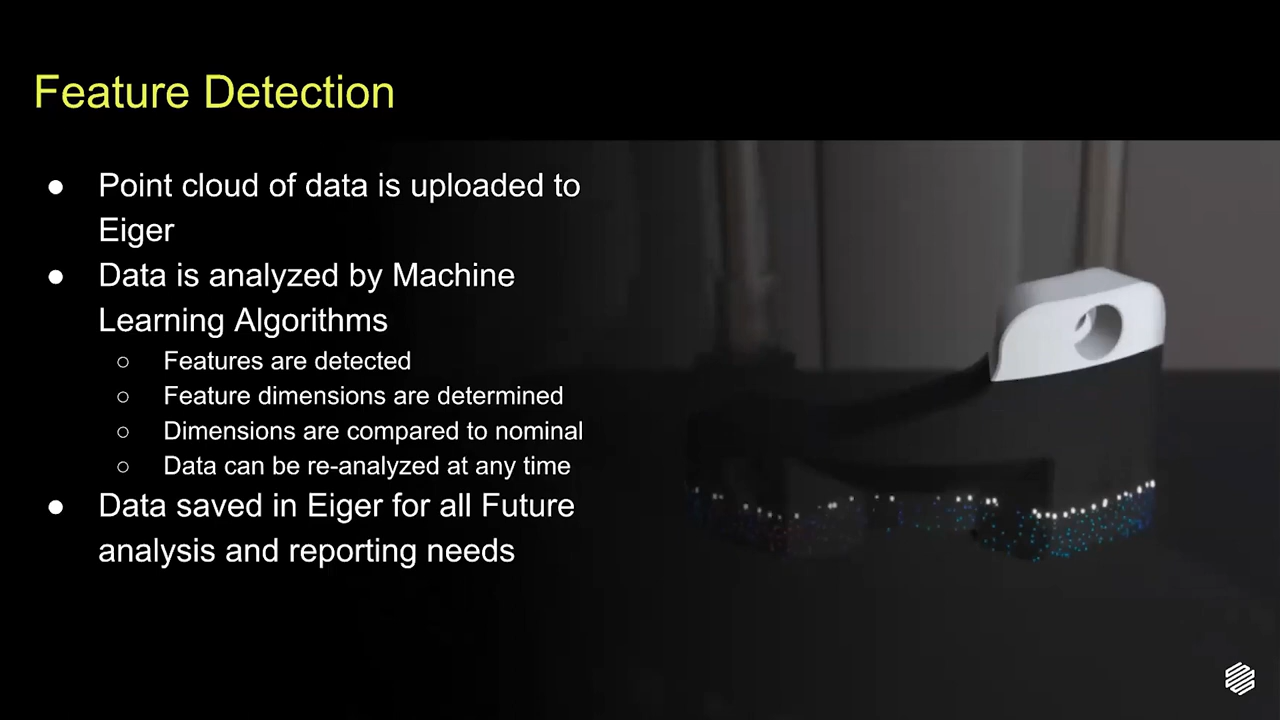 Feature Detection
● Point cloud of data is uploaded to
Eiger
● Data is analyzed by Machine
Learning Algorithms
○ Features are detected
○ Feature dimensions are determined
○ Dimensions are compared to nominal
○ Data can be re-analyzed at any time
● Data saved in Eiger for all Future
analysis and reporting needs